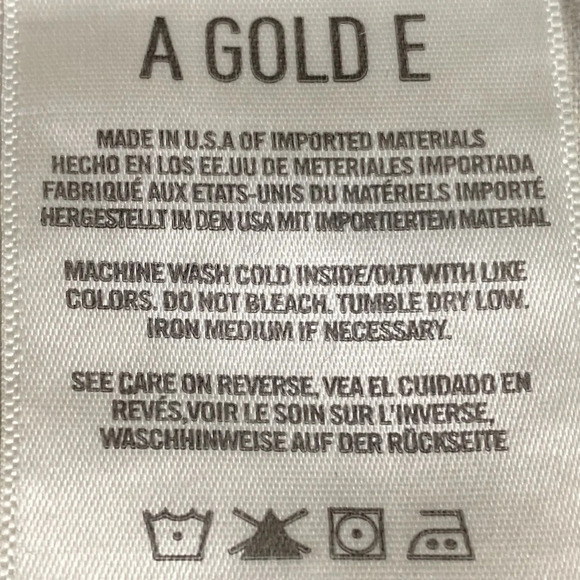 A GOLD E
MADE IN U.S.A OF IMPORTED MATERIALS
HECHO EN LOS EE.UU DE METERIALES IMPORTADA
FABRIQUÉ AUX ETATS-UNIS DU MATÉRIELS IMPORTÉ
HERGESTELLT IN DEN USA MIT IMPORTIERTEM MATERIAL
MACHINE WASH COLD INSIDE/OUT WITH LIKE
COLORS. DO NOT BLEACH. TUMBLE DRY LOW.
IRON MEDIUM IF NECESSARY.
SEE CARE ON REVERSE, VEA EL CUIDADO EN
REVÉS,VOIR LE SOIN SUR L'INVERSE,
WASCHHINWEISE AUF DER RÜCKSEITE